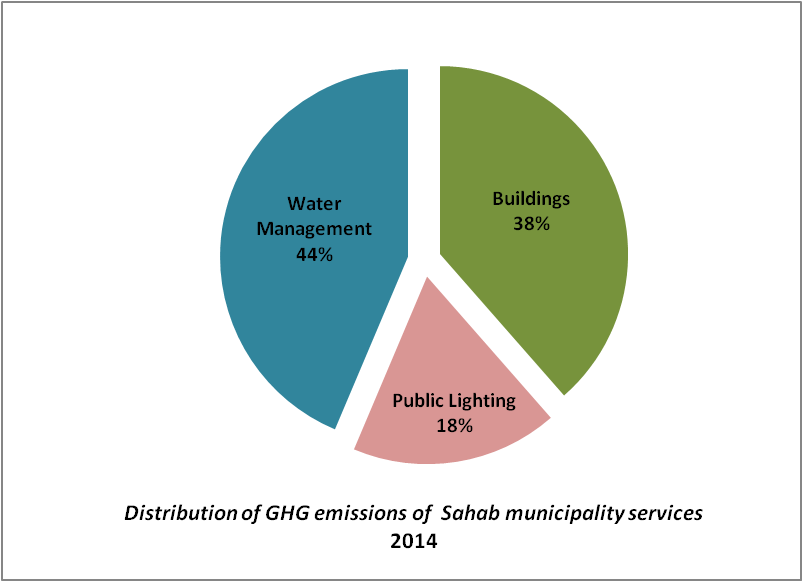 Buildings
38%
Water
Management
44%
Public Lighting
18%
Distribution of GHG emissions of Sahab municipality services
2014